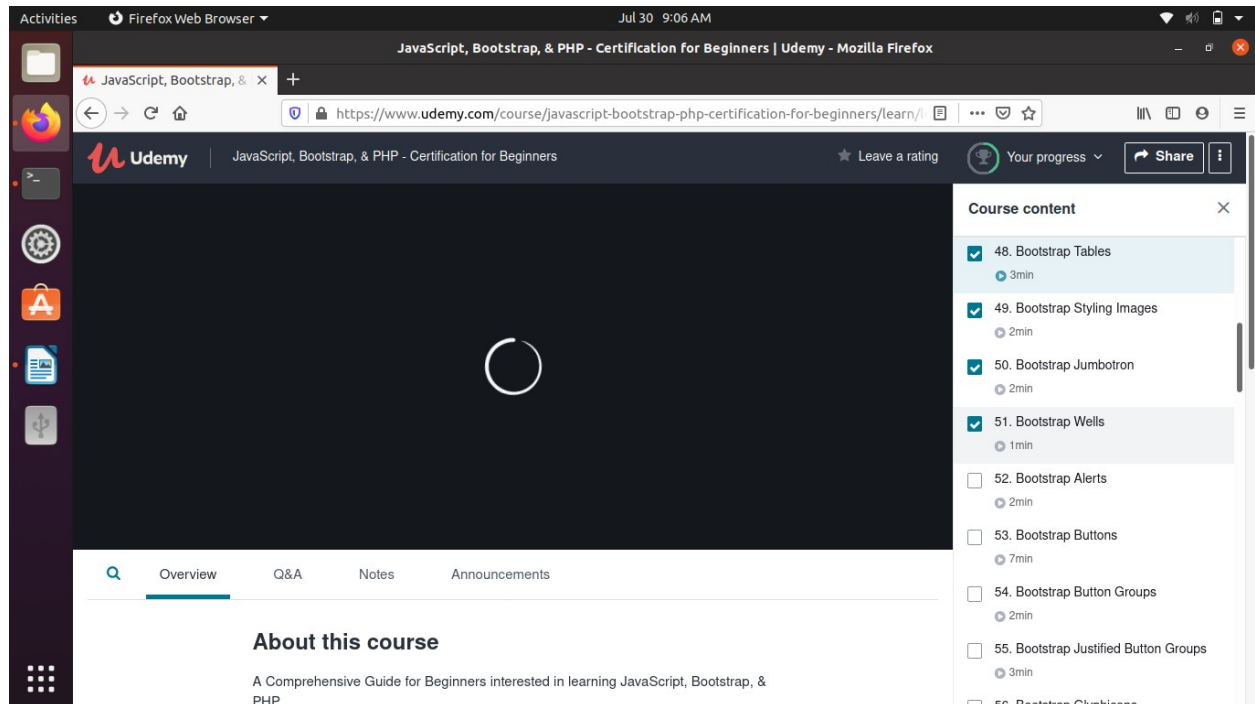 Activities Firefox Web Browser Jul 30 9:06 AM
JavaScript, Bootstrap, & PHP - Certification for Beginners | Udemy - Mozilla Firefox
JavaScript, Bootstrap, &
https://www.udemy.com/course/javascript-bootstrap-php-certification-for-beginners/learn/
Udemy JavaScript, Bootstrap, & PHP - Certification for Beginners Leave a rating Your progress Share
Course content
48. Bootstrap Tables
3min
49. Bootstrap Styling Images
2min
50. Bootstrap Jumbotron
2min
51. Bootstrap Wells
1min
52. Bootstrap Alerts
2min
53. Bootstrap Buttons
7min
54. Bootstrap Button Groups
2min
55. Bootstrap Justified Button Groups
3min
56. Bootstrap Glyphicons
Overview Q&A Notes Announcements
About this course
A Comprehensive Guide for Beginners interested in learning JavaScript, Bootstrap, &
PHP